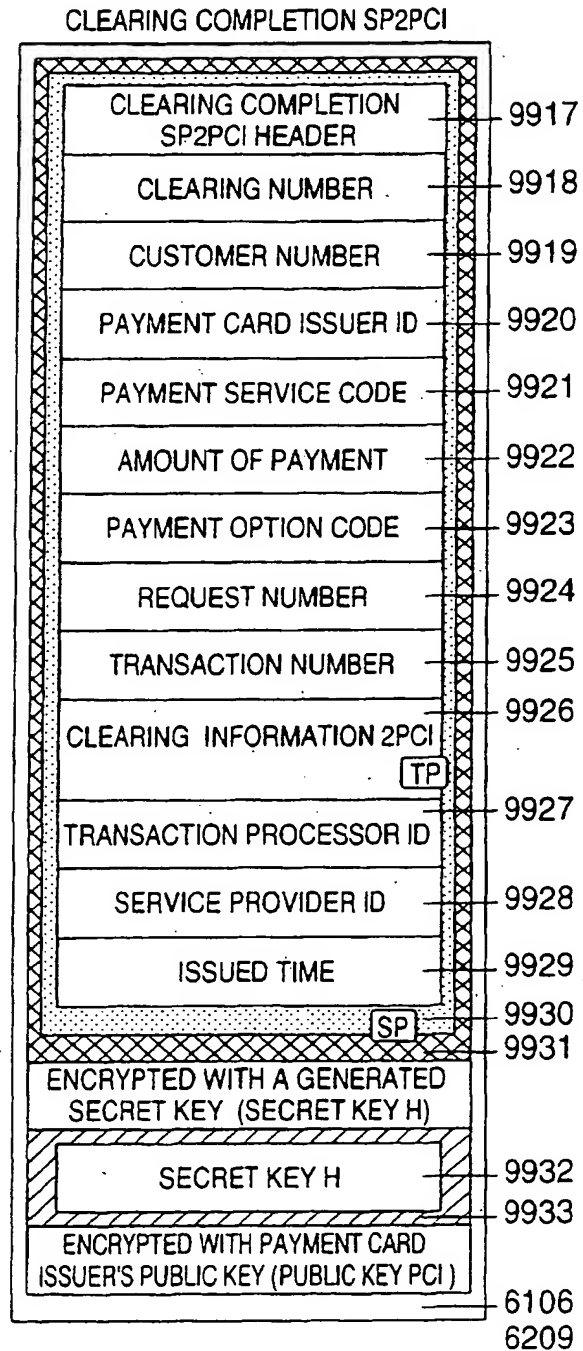 CLEARING COMPLETION SP2PCI
CLEARING COMPLETION
SP2PCI HEADER
9917
CLEARING NUMBER
9918
CUSTOMER NUMBER
9919
PAYMENT CARD ISSUER ID
9920
PAYMENT SERVICE CODE
9921
AMOUNT OF PAYMENT
9922
PAYMENT OPTION CODE
9923
REQUEST NUMBER
9924
TRANSACTION NUMBER
9925
9926
CLEARING INFORMATION 2PCI
TP
9927
TRANSACTION PROCESSOR ID
SERVICE PROVIDER ID
9928
ISSUED TIME
9929
SP
9930
9931
ENCRYPTED WITH A GENERATED
SECRET KEY (SECRET KEY H)
SECRET KEY H
9932
9933
ENCRYPTED WITH PAYMENT CARD
ISSUER'S PUBLIC KEY (PUBLIC KEY PCI)
6106
6209